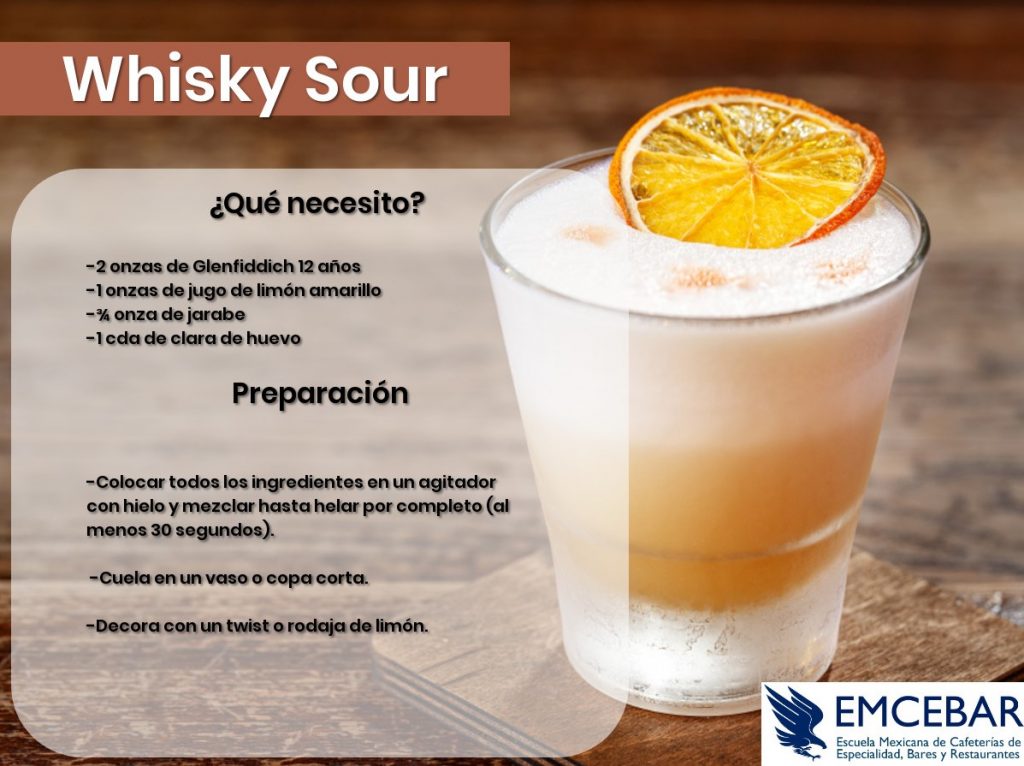 Whisky Sour
¿Qué necesito?
-2 onzas de Glenfiddich 12 años
-1 onzas de jugo de limón amarillo
-¾ onza de jarabe
-1 cda de clara de huevo
Preparación
-Colocar todos los ingredientes en un agitador
con hielo y mezclar hasta helar por completo (al
menos 30 segundos).
-Cuela en un vaso o copa corta.
-Decora con un twist o rodaja de limón.
EMCEBAR
Escuela Mexicana de Cafeterías de
Especialidad, Bares y Restaurantes